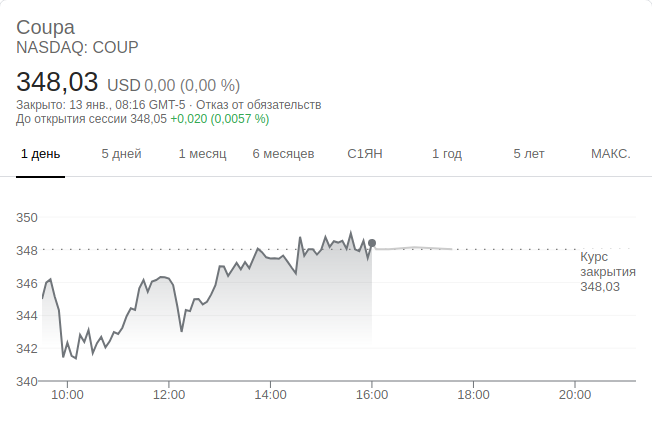 Coupa
NASDAQ: COUP
348,03 USD 0,00 (0,00 %)
Закрыто: 13 янв., 08:16 GMT-5 · Отказ от обязательств
До открытия сессии 348,05 +0,020 (0,0057 %)
1 день 5 дней 1 месяц 6 месяцев С1ЯН 1 год 5 лет МАКС.
350
348
346
344
342
340
Курс
закрытия
348,03
10:00 12:00 14:00 16:00 18:00 20:00